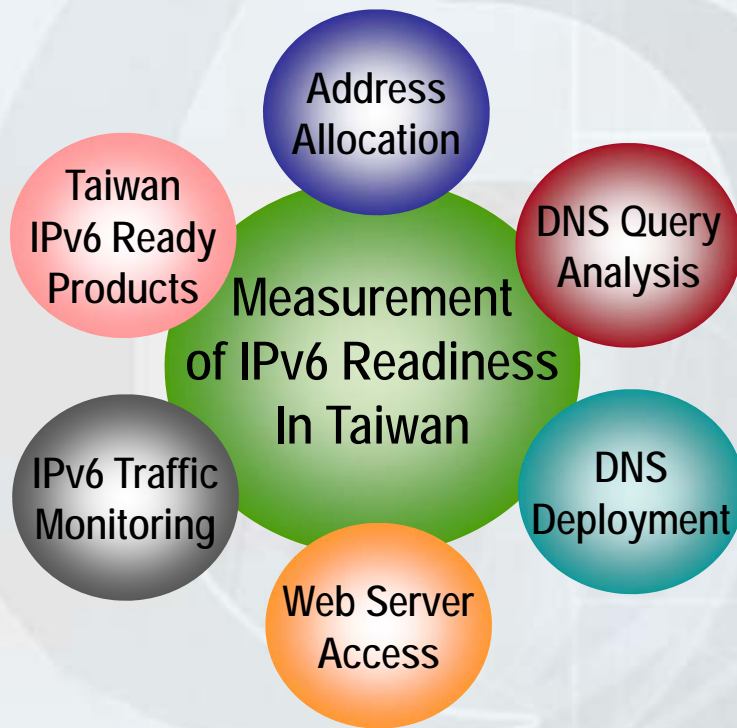 Address
Allocation
Taiwan
IPv6 Ready
Products
DNS Query
Analysis
Measurement
of IPv6 Readiness
In Taiwan
IPv6 Traffic
Monitoring
DNS
Deployment
Web Server
Access